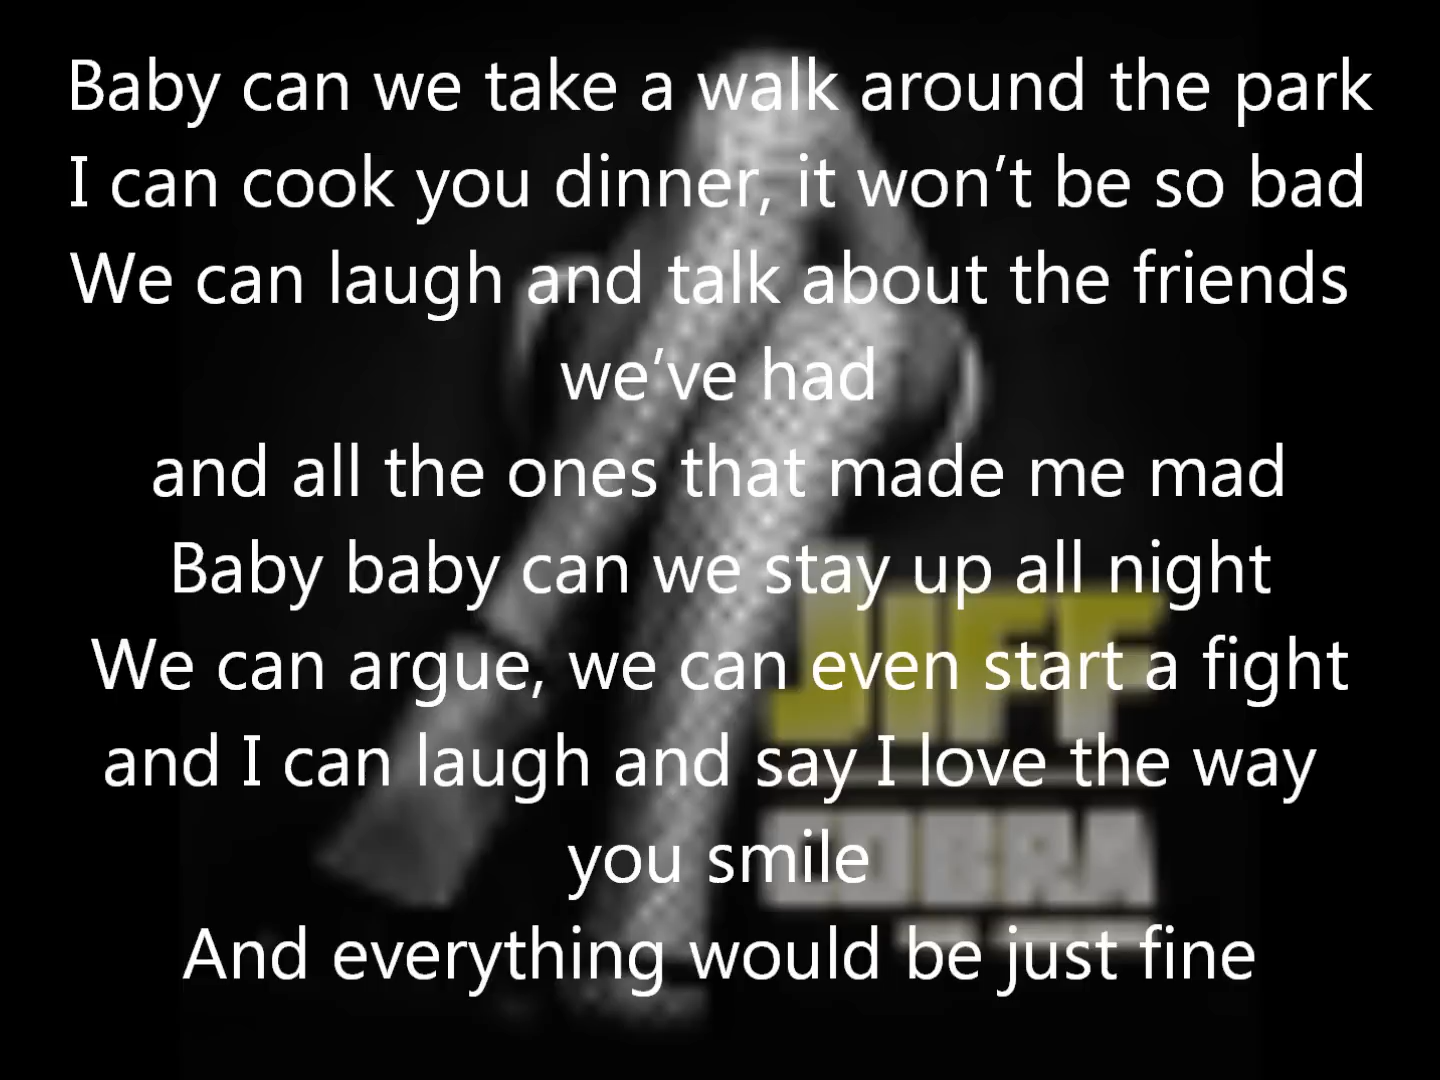 Baby can we take a walk around the park
I can cook you dinner, it won't be so bad
We can laugh and talk about the friends
we've had
and all the ones that made me mad
Baby baby can we stay up all night
We can argue, we can even start a fight
and I can laugh and say I love the way
you smile
And everything would be just fine
JIFF
COBRA